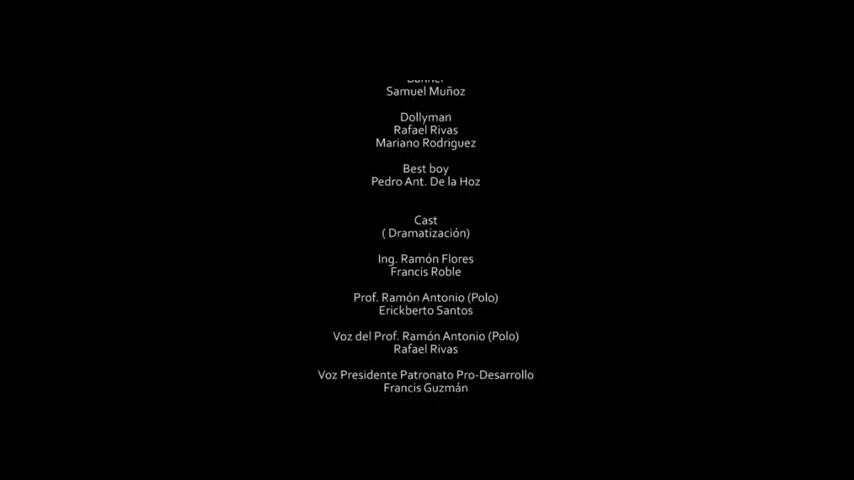 Samuel Muñoz
Dollyman
Rafael Rivas
Mariano Rodriguez
Best boy
Pedro Ant. De la Hoz
Cast
( Dramatización)
Ing. Ramón Flores
Francis Roble
Prof. Ramón Antonio (Polo)
Erickberto Santos
Voz del Prof. Ramón Antonio (Polo)
Rafael Rivas
Voz Presidente Patronato Pro-Desarrollo
Francis Guzmán